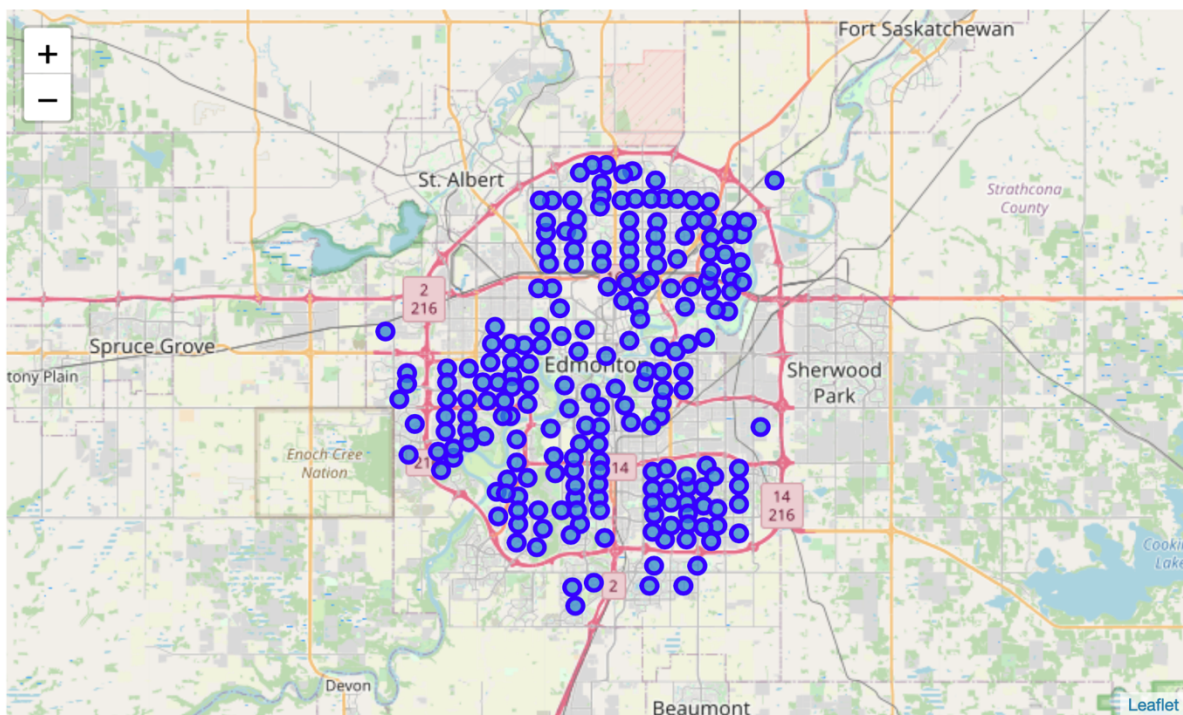 +
−
Fort Saskatchewan
St. Albert
Strathcona
County
2
216
Spruce Grove
tony Plain
Edmonton
Sherwood
Park
Enoch Cree
Nation
21
14
14
216
2
Cooki
Lake
Devon
Beaumont
Leaflet